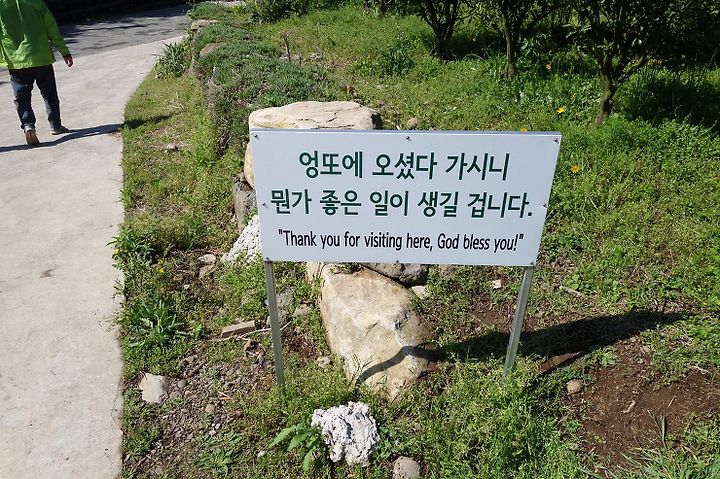 엉또에 오셨다 가시니
뭔가 좋은 일이 생길 겁니다.
"Thank you for visiting here, God bless you!"